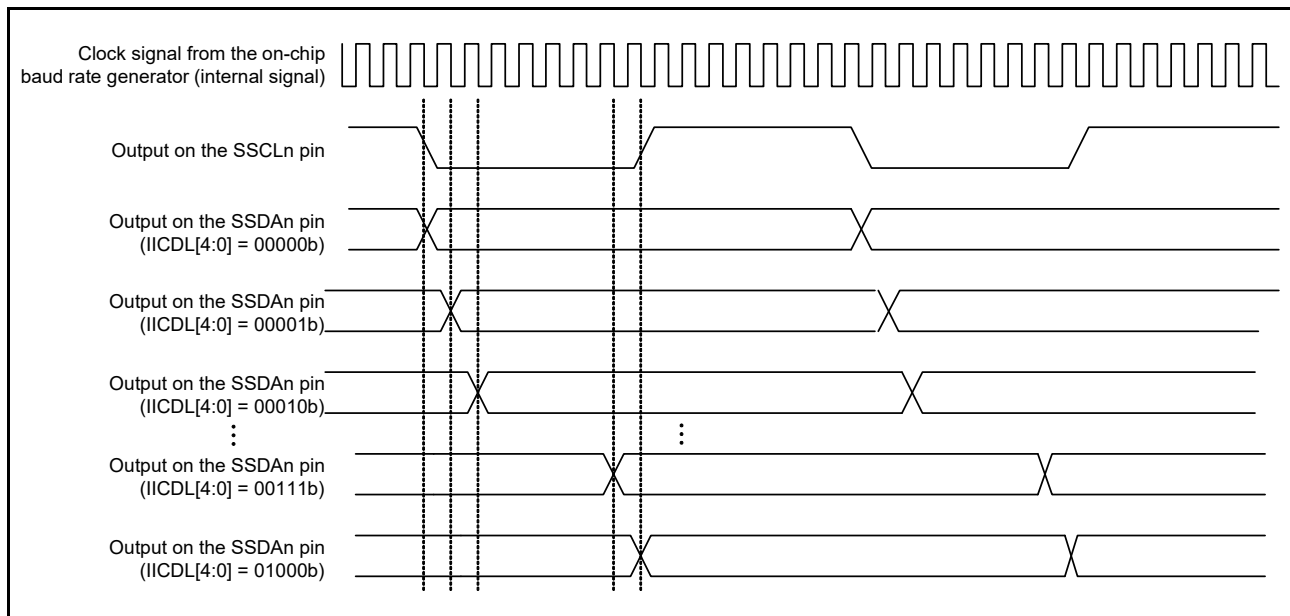 Clock signal from the on-chip
baud rate generator (internal signal)
Output on the SSCLn pin
Output on the SSDAn pin
(IICDL[4:0] = 00000b)
Output on the SSDAn pin
(IICDL[4:0] = 00001b)
Output on the SSDAn pin
(IICDL[4:0] = 00010b)
Output on the SSDAn pin
(IICDL[4:0] = 00111b)
Output on the SSDAn pin
(IICDL[4:0] = 01000b)